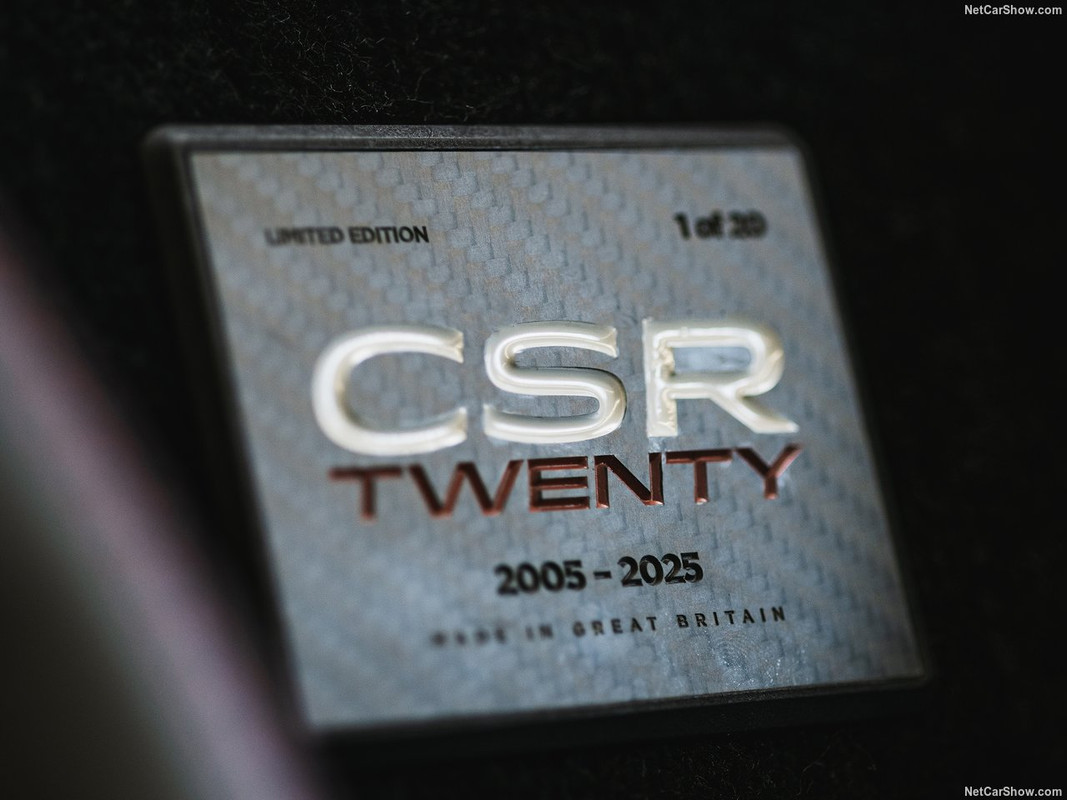 NetCarShow.com
LIMITED EDITION
1 of 20
CSR
TWENTY
2005 - 2025
MADE IN GREAT BRITAIN
NetCarShow.com